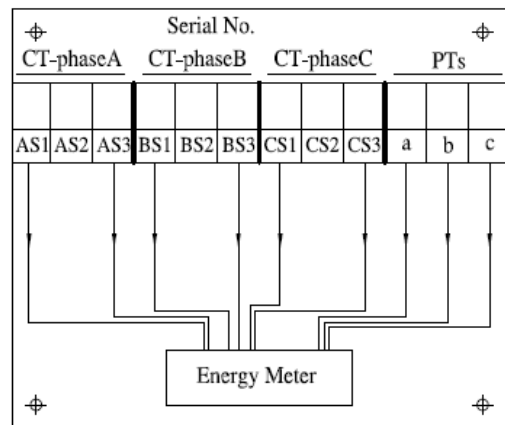 Serial No.
CT-phaseA CT-phaseB CT-phaseC PTs
AS1 AS2 AS3 BS1 BS2 BS3 CS1 CS2 CS3 a b c
Energy Meter